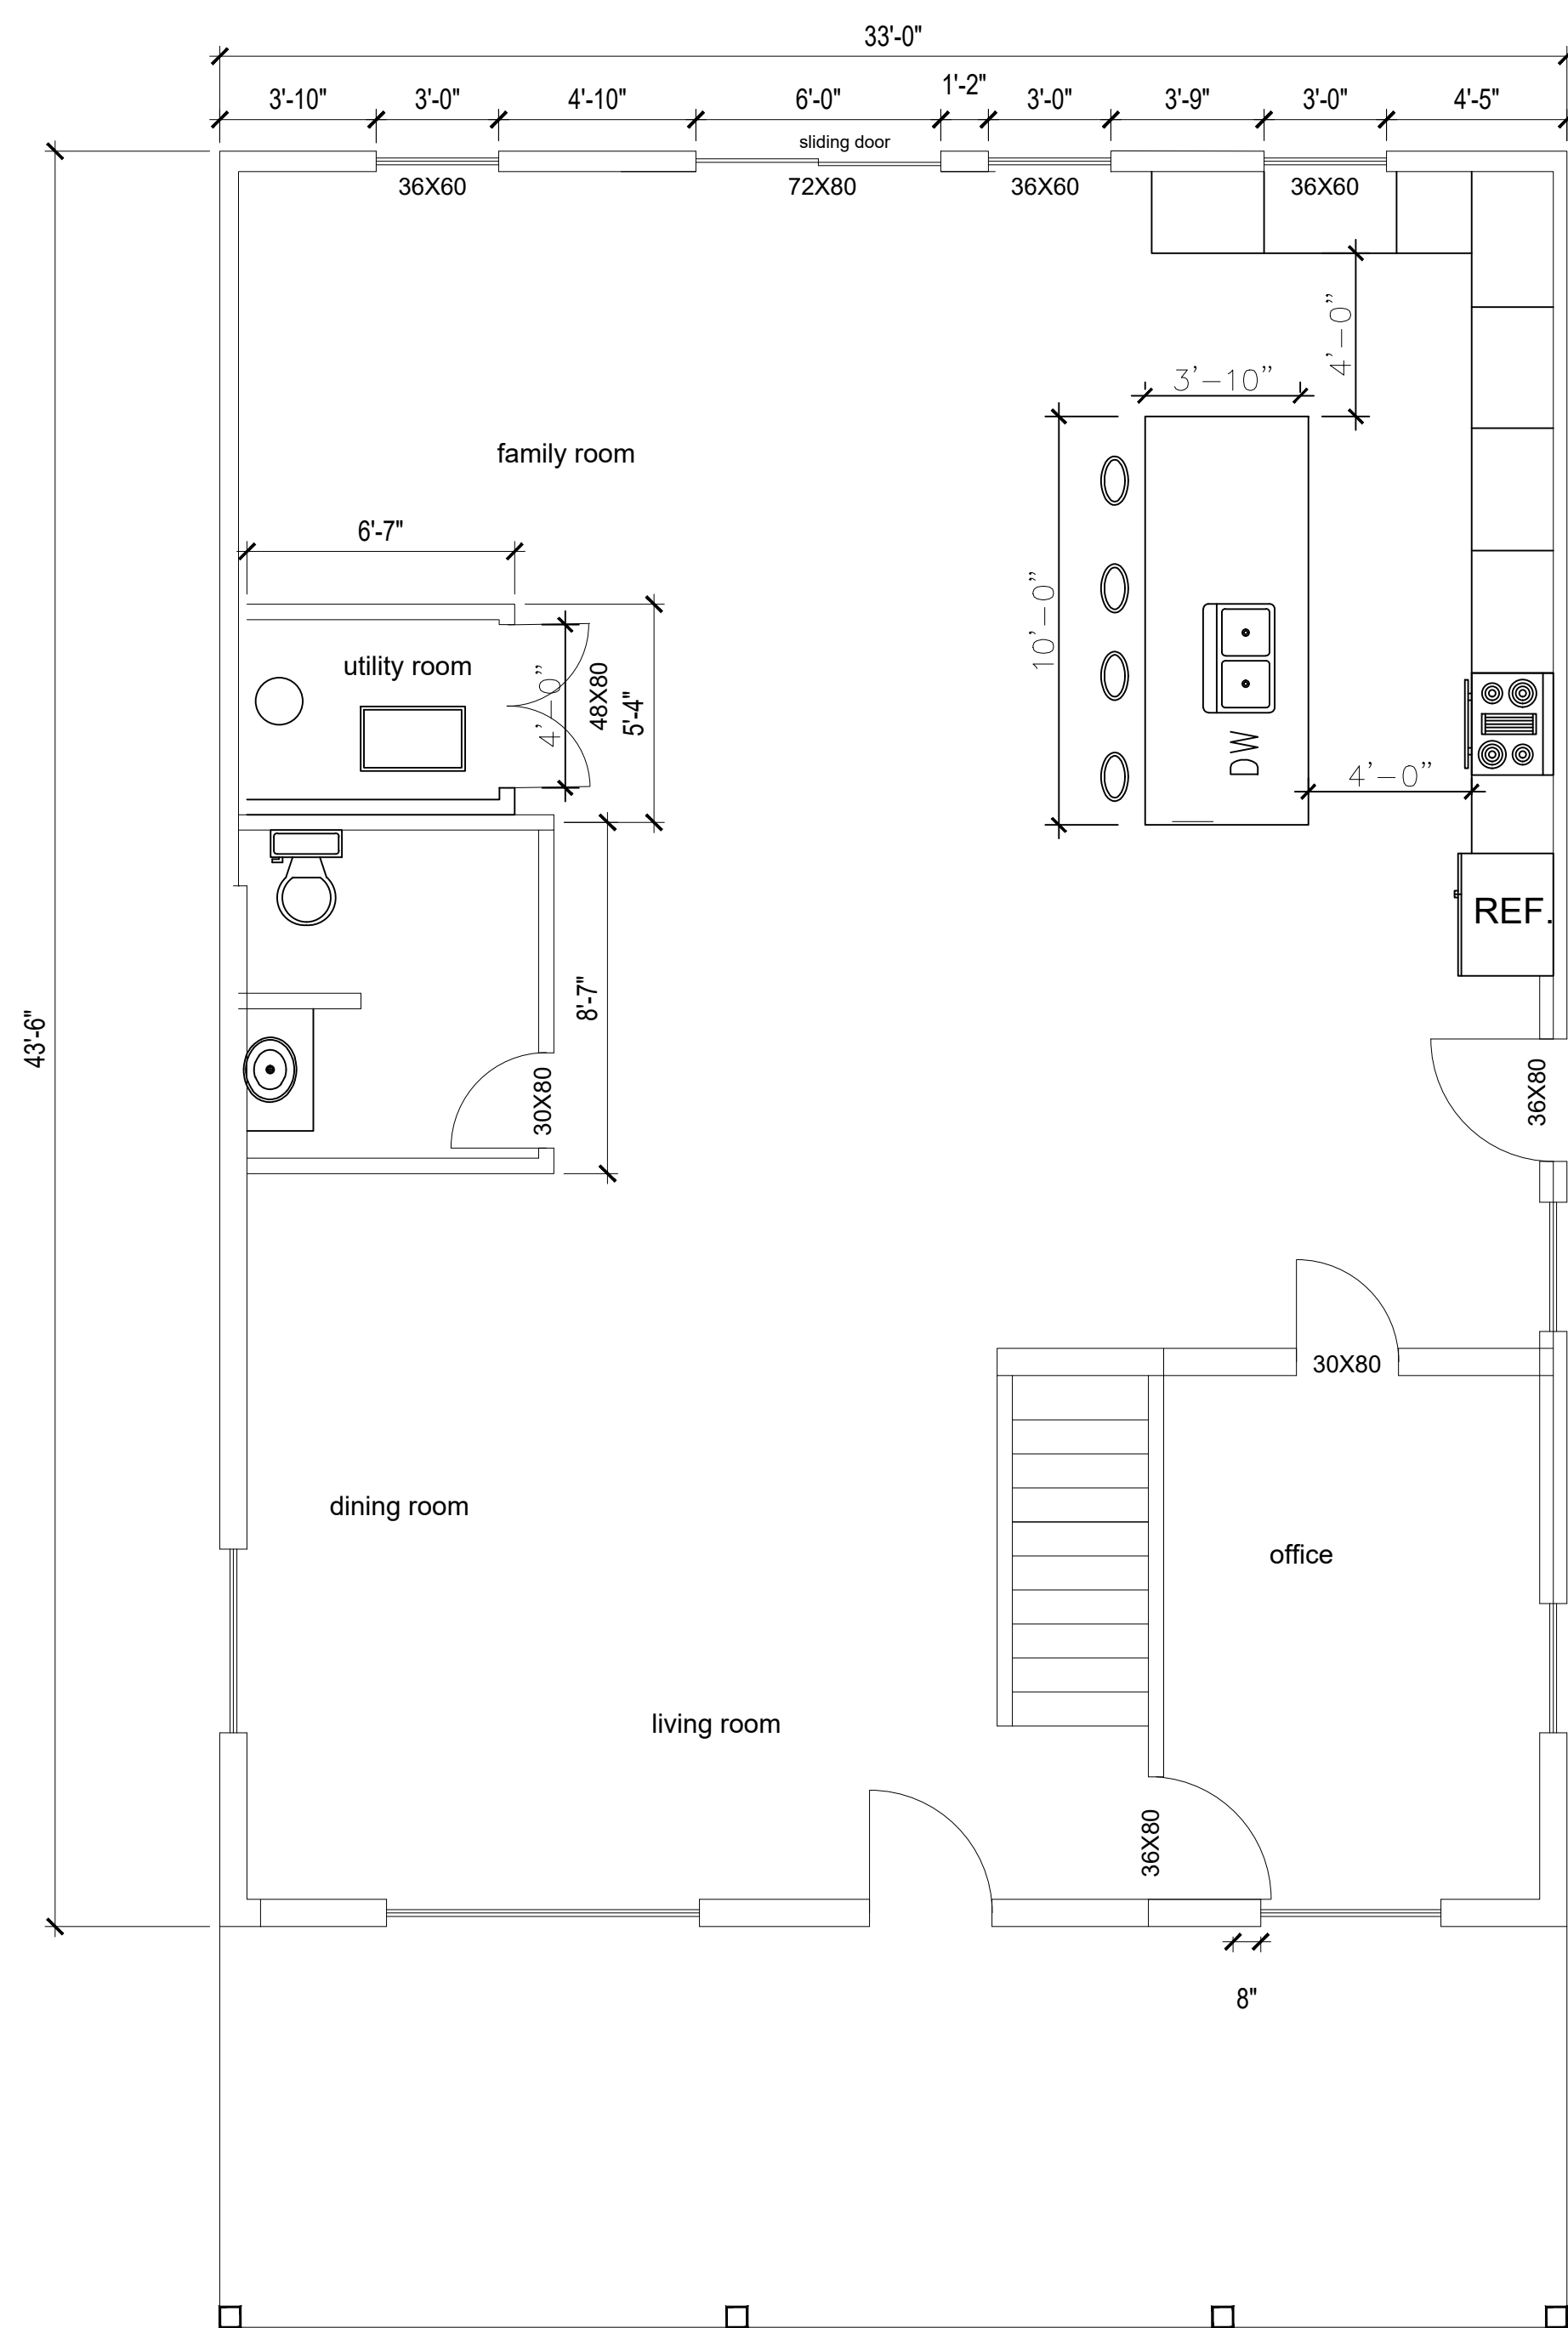 33'-0"
3'-10"
3'-0"
4'-10"
6'-0"
1'-2"
3'-0"
3'-9"
3'-0"
4'-5"
sliding door
36X60
72X80
36X60
36X60
4'-0"
3'-10"
family room
6'-7"
10'-0"
utility room
4'-0"
48X80
5'-4"
DW
4'-0"
REF.
8'-7"
43'-6"
30X80
36X80
30X80
dining room
office
living room
36X80
8"